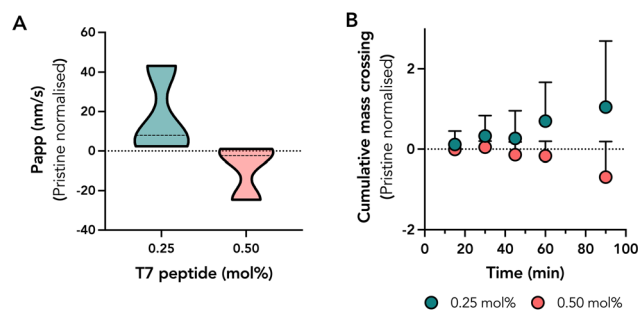 A
Papp (nm/s)
(Pristine normalised)
60
40
20
0
-20
-40
0.25
0.50
T7 peptide (mol%)
B
Cumulative mass crossing
(Pristine normalised)
2
0
-2
0
20
40
60
80
100
Time (min)
0.25 mol%
0.50 mol%